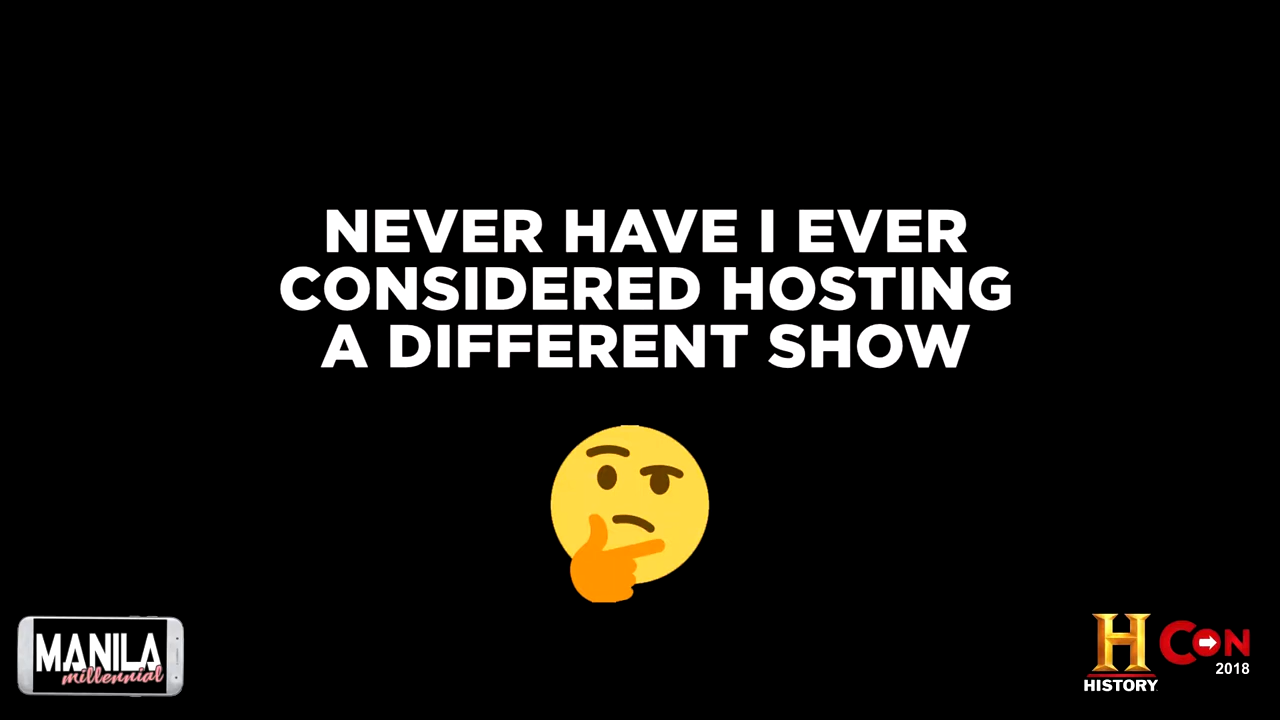 NEVER HAVE I EVER
CONSIDERED HOSTING
A DIFFERENT SHOW
MANILA
millennial
H CON
2018
HISTORY